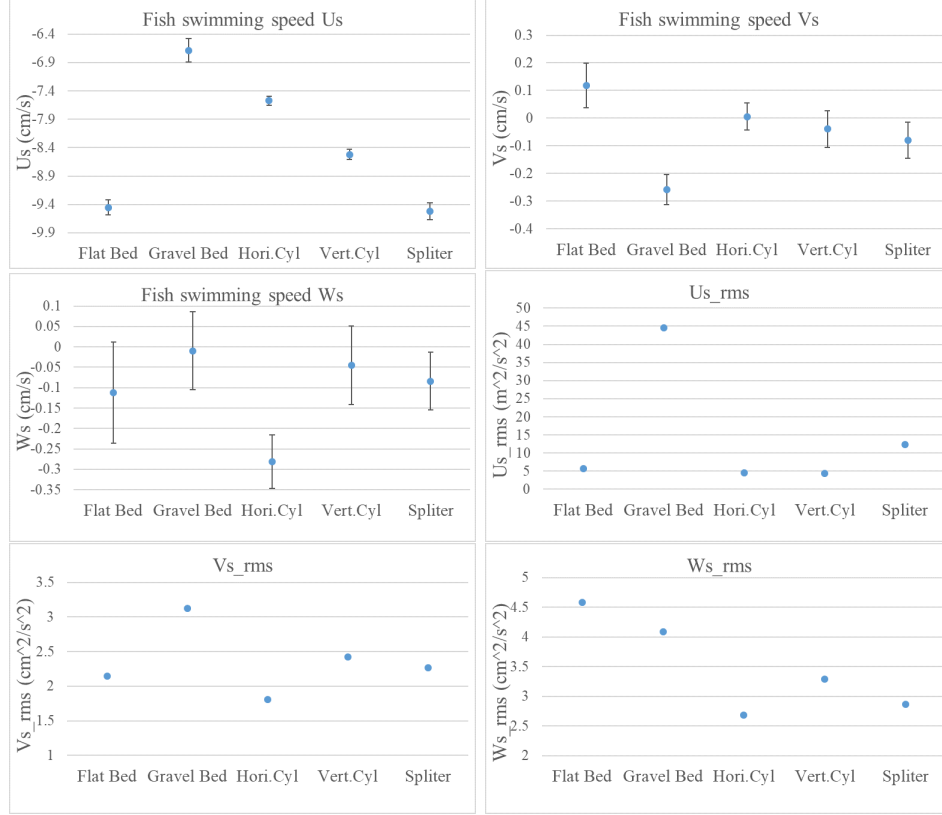 Fish swimming speed Us
Us (cm/s)
-6.4
-6.9
-7.4
-7.9
-8.4
-8.9
-9.4
-9.9
Flat Bed Gravel Bed Hori.Cyl Vert.Cyl Spliter
Fish swimming speed Vs
Vs (cm/s)
0.3
0.2
0.1
0
-0.1
-0.2
-0.3
-0.4
Flat Bed Gravel Bed Hori.Cyl Vert.Cyl Spliter
Fish swimming speed Ws
Ws (cm/s)
0.1
0.05
0
-0.05
-0.1
-0.15
-0.2
-0.25
-0.3
-0.35
Flat Bed Gravel Bed Hori.Cyl Vert.Cyl Spliter
Us_rms
Us_rms (m^2/s^2)
50
45
40
35
30
25
20
15
10
5
0
Flat Bed Gravel Bed Hori.Cyl Vert.Cyl Spliter
Vs_rms
Vs_rms (cm^2/s^2)
3.5
3
2.5
2
1.5
1
Flat Bed Gravel Bed Hori.Cyl Vert.Cyl Spliter
Ws_rms
Ws_rms (cm^2/s^2)
5
4.5
4
3.5
3
2.5
2
Flat Bed Gravel Bed Hori.Cyl Vert.Cyl Spliter